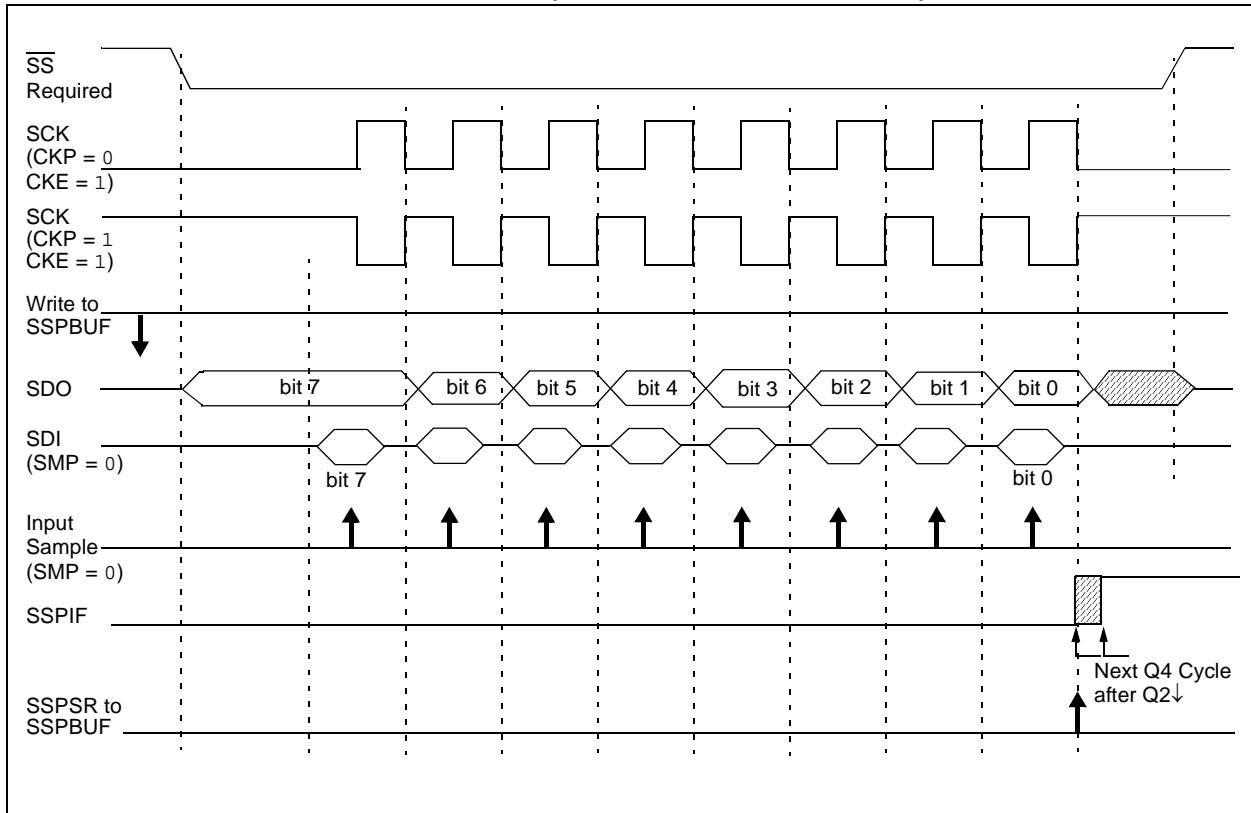 SS
Required
SCK
(CKP = 0
CKE = 1)
SCK
(CKP = 1
CKE = 1)
Write to
SSPBUF
SDO
bit 7 bit 6 bit 5 bit 4 bit 3 bit 2 bit 1 bit 0
SDI
(SMP = 0)
bit 7 bit 0
Input
Sample
(SMP = 0)
SSPIF
Next Q4 Cycle
after Q2↓
SSPSR to
SSPBUF